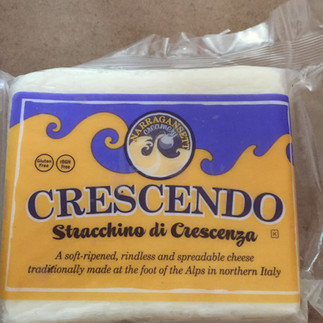 NARRAGANSETT
creamery
Gluten
free
rBGH
free
CRESCENDO
Stracchino di Crescenza
A soft-ripened, rindless and spreadable cheese
traditionally made at the foot of the Alps in northern Italy